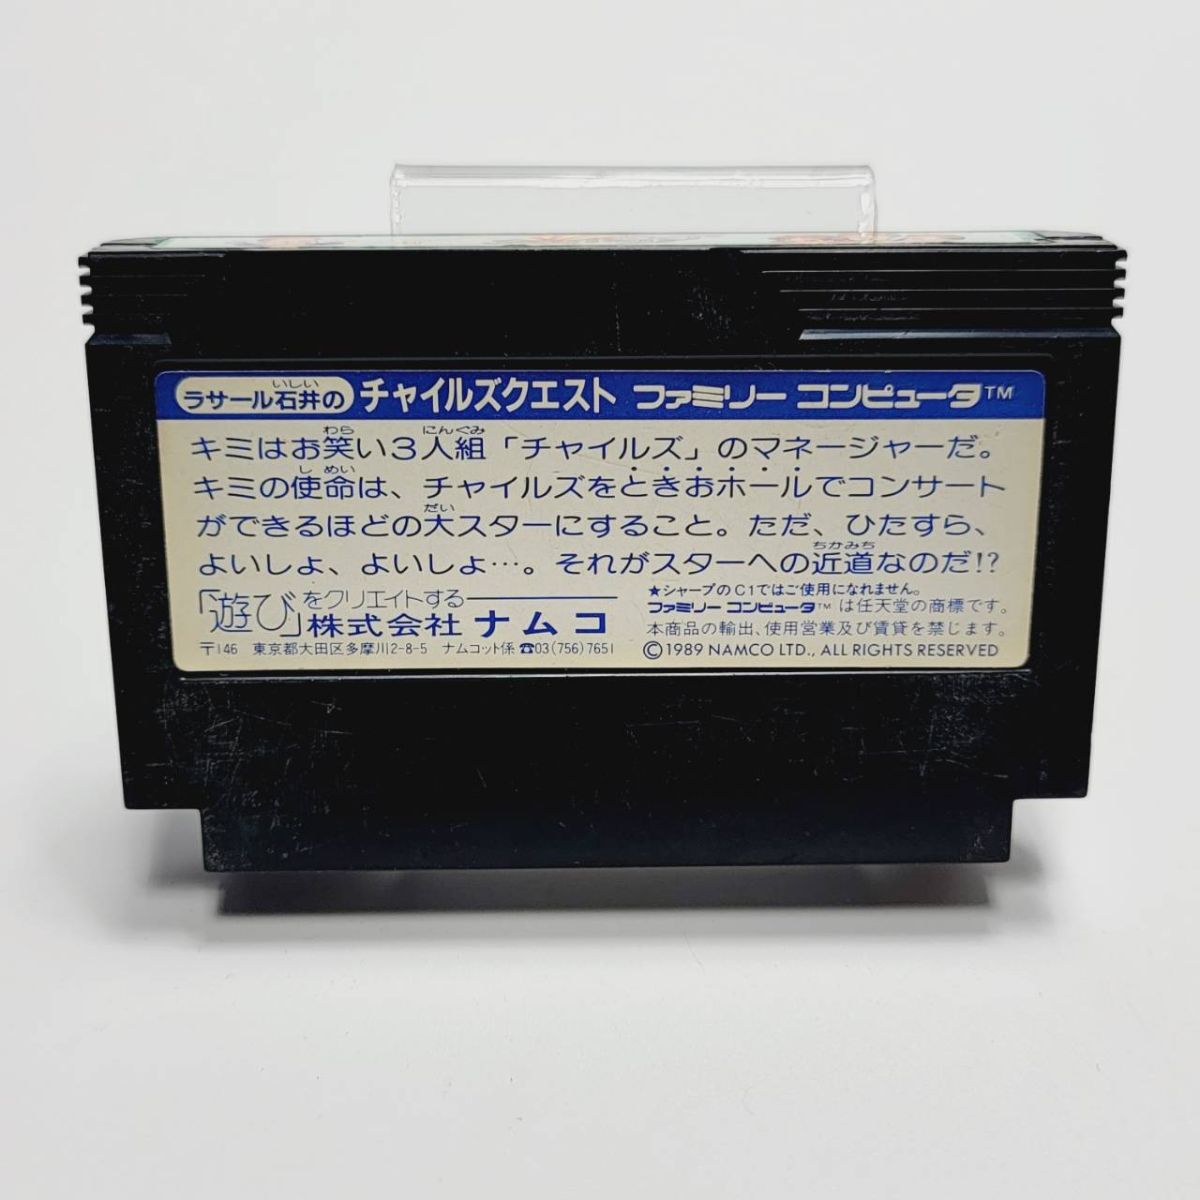 ラサール石井の チャイルズクエスト ファミリー コンピュータ™
キミはお笑い3人組「チャイルズ」のマネージャーだ。
キミの使命は、チャイルズをときおホールでコンサート
ができるほどの大スターにすること。ただ、ひたすら、
よいしょ、よいしょ…。それがスターへの近道なのだ!?
「遊び」をクリエイトする
株式会社 ナムコ
〒146 東京都大田区多摩川2-8-5 ナムコット係☎03(756)7651
★シャープのC1ではご使用になれません。
ファミリー コンピュータ™ は任天堂の商標です。
本商品の輸出、使用営業及び賃貸を禁じます。
©1989 NAMCO LTD., ALL RIGHTS RESERVED